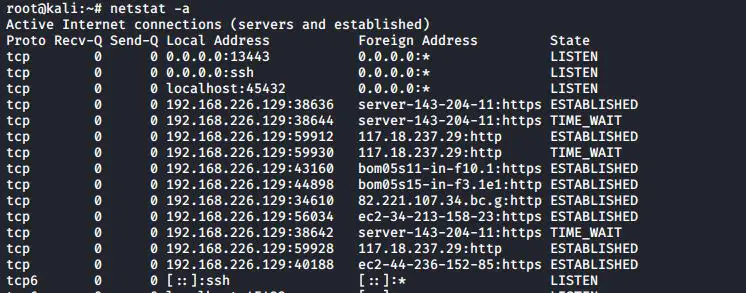 root@kali:~# netstat -a
Active Internet connections (servers and established)
Proto Recv-Q Send-Q Local Address Foreign Address State
tcp 0 0 0.0.0.0:13443 0.0.0.0:* LISTEN
tcp 0 0 0.0.0.0:ssh 0.0.0.0:* LISTEN
tcp 0 0 localhost:45432 0.0.0.0:* LISTEN
tcp 0 0 192.168.226.129:38636 server-143-204-11:https ESTABLISHED
tcp 0 0 192.168.226.129:38644 server-143-204-11:https TIME_WAIT
tcp 0 0 192.168.226.129:59912 117.18.237.29:http ESTABLISHED
tcp 0 0 192.168.226.129:59930 117.18.237.29:http TIME_WAIT
tcp 0 0 192.168.226.129:43160 bom05s11-in-f10.1:https ESTABLISHED
tcp 0 0 192.168.226.129:44898 bom05s15-in-f3.1e1:http ESTABLISHED
tcp 0 0 192.168.226.129:34610 82.221.107.34.bc.g:http ESTABLISHED
tcp 0 0 192.168.226.129:56034 ec2-34-213-158-23:https ESTABLISHED
tcp 0 0 192.168.226.129:38642 server-143-204-11:https TIME_WAIT
tcp 0 0 192.168.226.129:59928 117.18.237.29:http ESTABLISHED
tcp 0 0 192.168.226.129:40188 ec2-44-236-152-85:https ESTABLISHED
tcp6 0 0 [::]:ssh [::]:* LISTEN